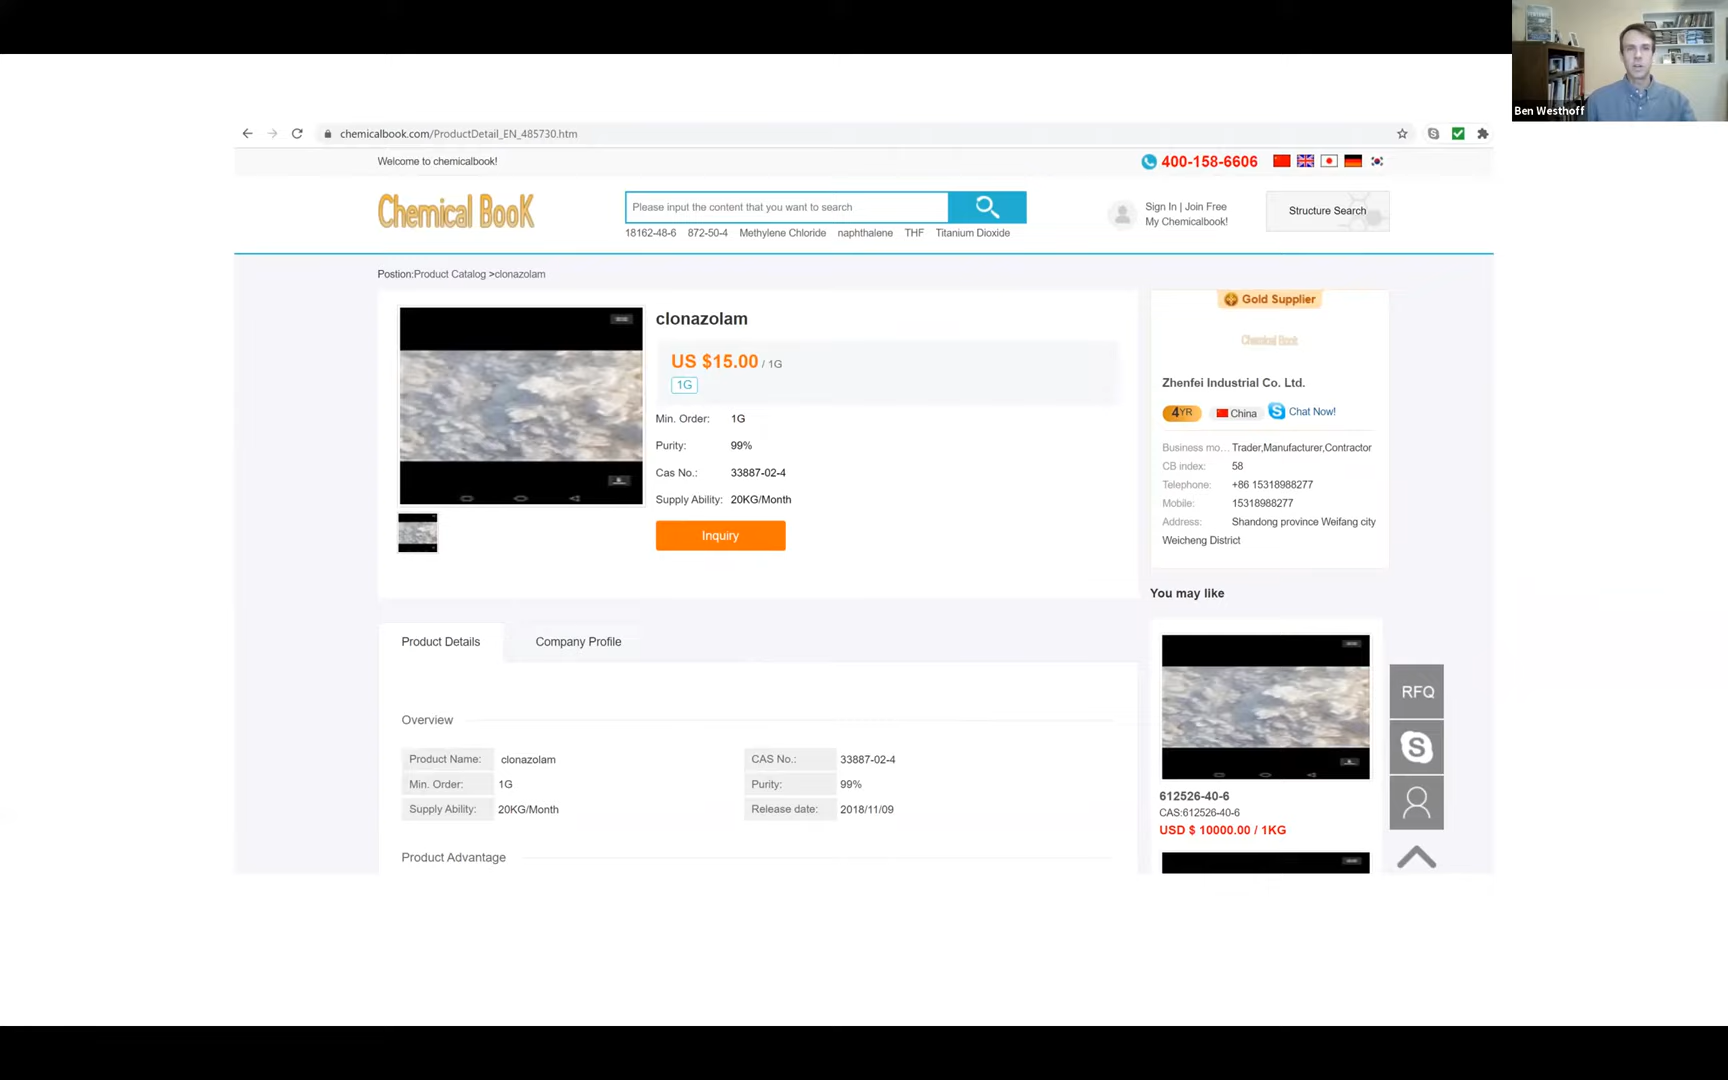 Ben Westhoff
chemicalbook.com/ProductDetail_EN_485730.htm
Welcome to chemicalbook!
400-158-6606
Chemical Book
Please input the content that you want to search
Sign In | Join Free
My Chemicalbook!
Structure Search
18162-48-6 872-50-4 Methylene Chloride naphthalene THF Titanium Dioxide
Postion:Product Catalog >clonazolam
clonazolam
US $15.00 / 1G
1G
Min. Order: 1G
Purity: 99%
Cas No.: 33887-02-4
Supply Ability: 20KG/Month
Inquiry
Gold Supplier
Chemical Book
Zhenfei Industrial Co. Ltd.
4YR China Chat Now!
Business mo... Trader,Manufacturer,Contractor
CB index: 58
Telephone: +86 15318988277
Mobile: 15318988277
Address: Shandong province Weifang city
Weicheng District
You may like
Product Details Company Profile
Overview
Product Name: clonazolam CAS No.: 33887-02-4
Min. Order: 1G Purity: 99%
Supply Ability: 20KG/Month Release date: 2018/11/09
Product Advantage
612526-40-6
CAS:612526-40-6
USD $ 10000.00 / 1KG
RFQ